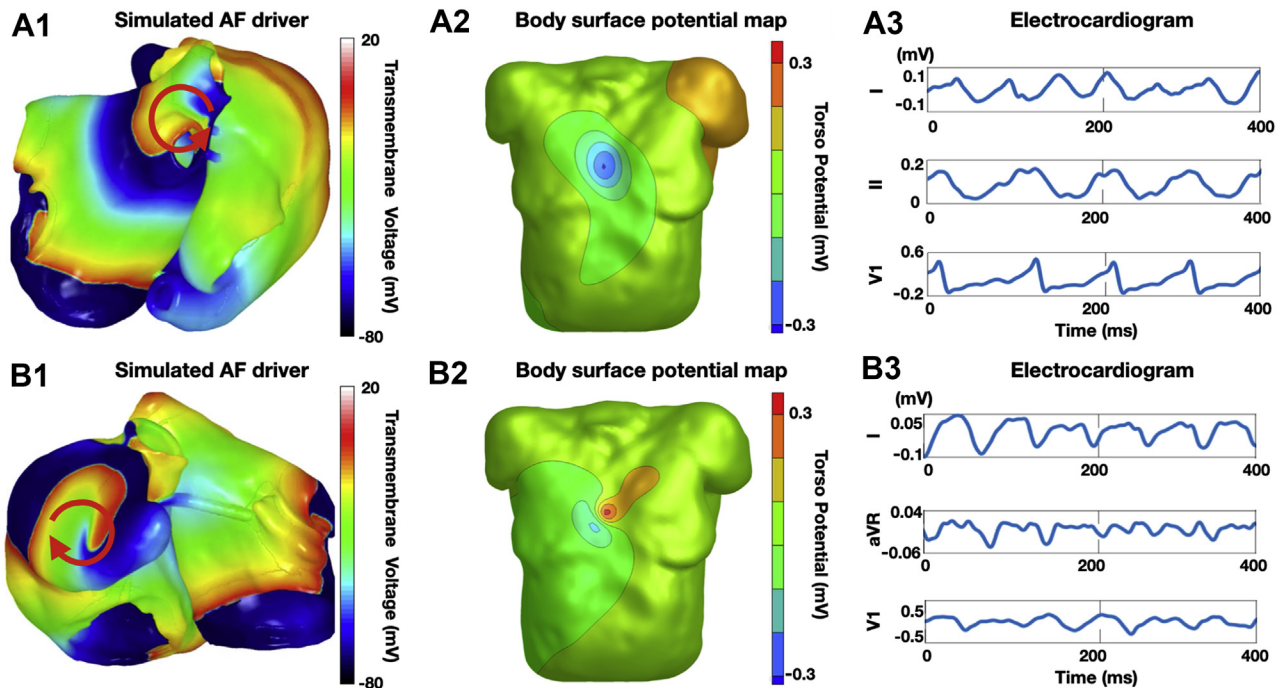 A1
Simulated AF driver
20
Transmembrane Voltage (mV)
-80
A2
Body surface potential map
0.3
Torso Potential (mV)
-0.3
A3
Electrocardiogram
(mV)
I
0.1
-0.1
0
200
400
II
0.2
0
0
200
400
V1
0.6
-0.2
0
200
400
Time (ms)
B1
Simulated AF driver
20
Transmembrane Voltage (mV)
-80
B2
Body surface potential map
0.3
Torso Potential (mV)
-0.3
B3
Electrocardiogram
(mV)
I
0.05
-0.1
0
200
400
aVR
0.04
-0.06
0
200
400
V1
0.5
-0.5
0
200
400
Time (ms)